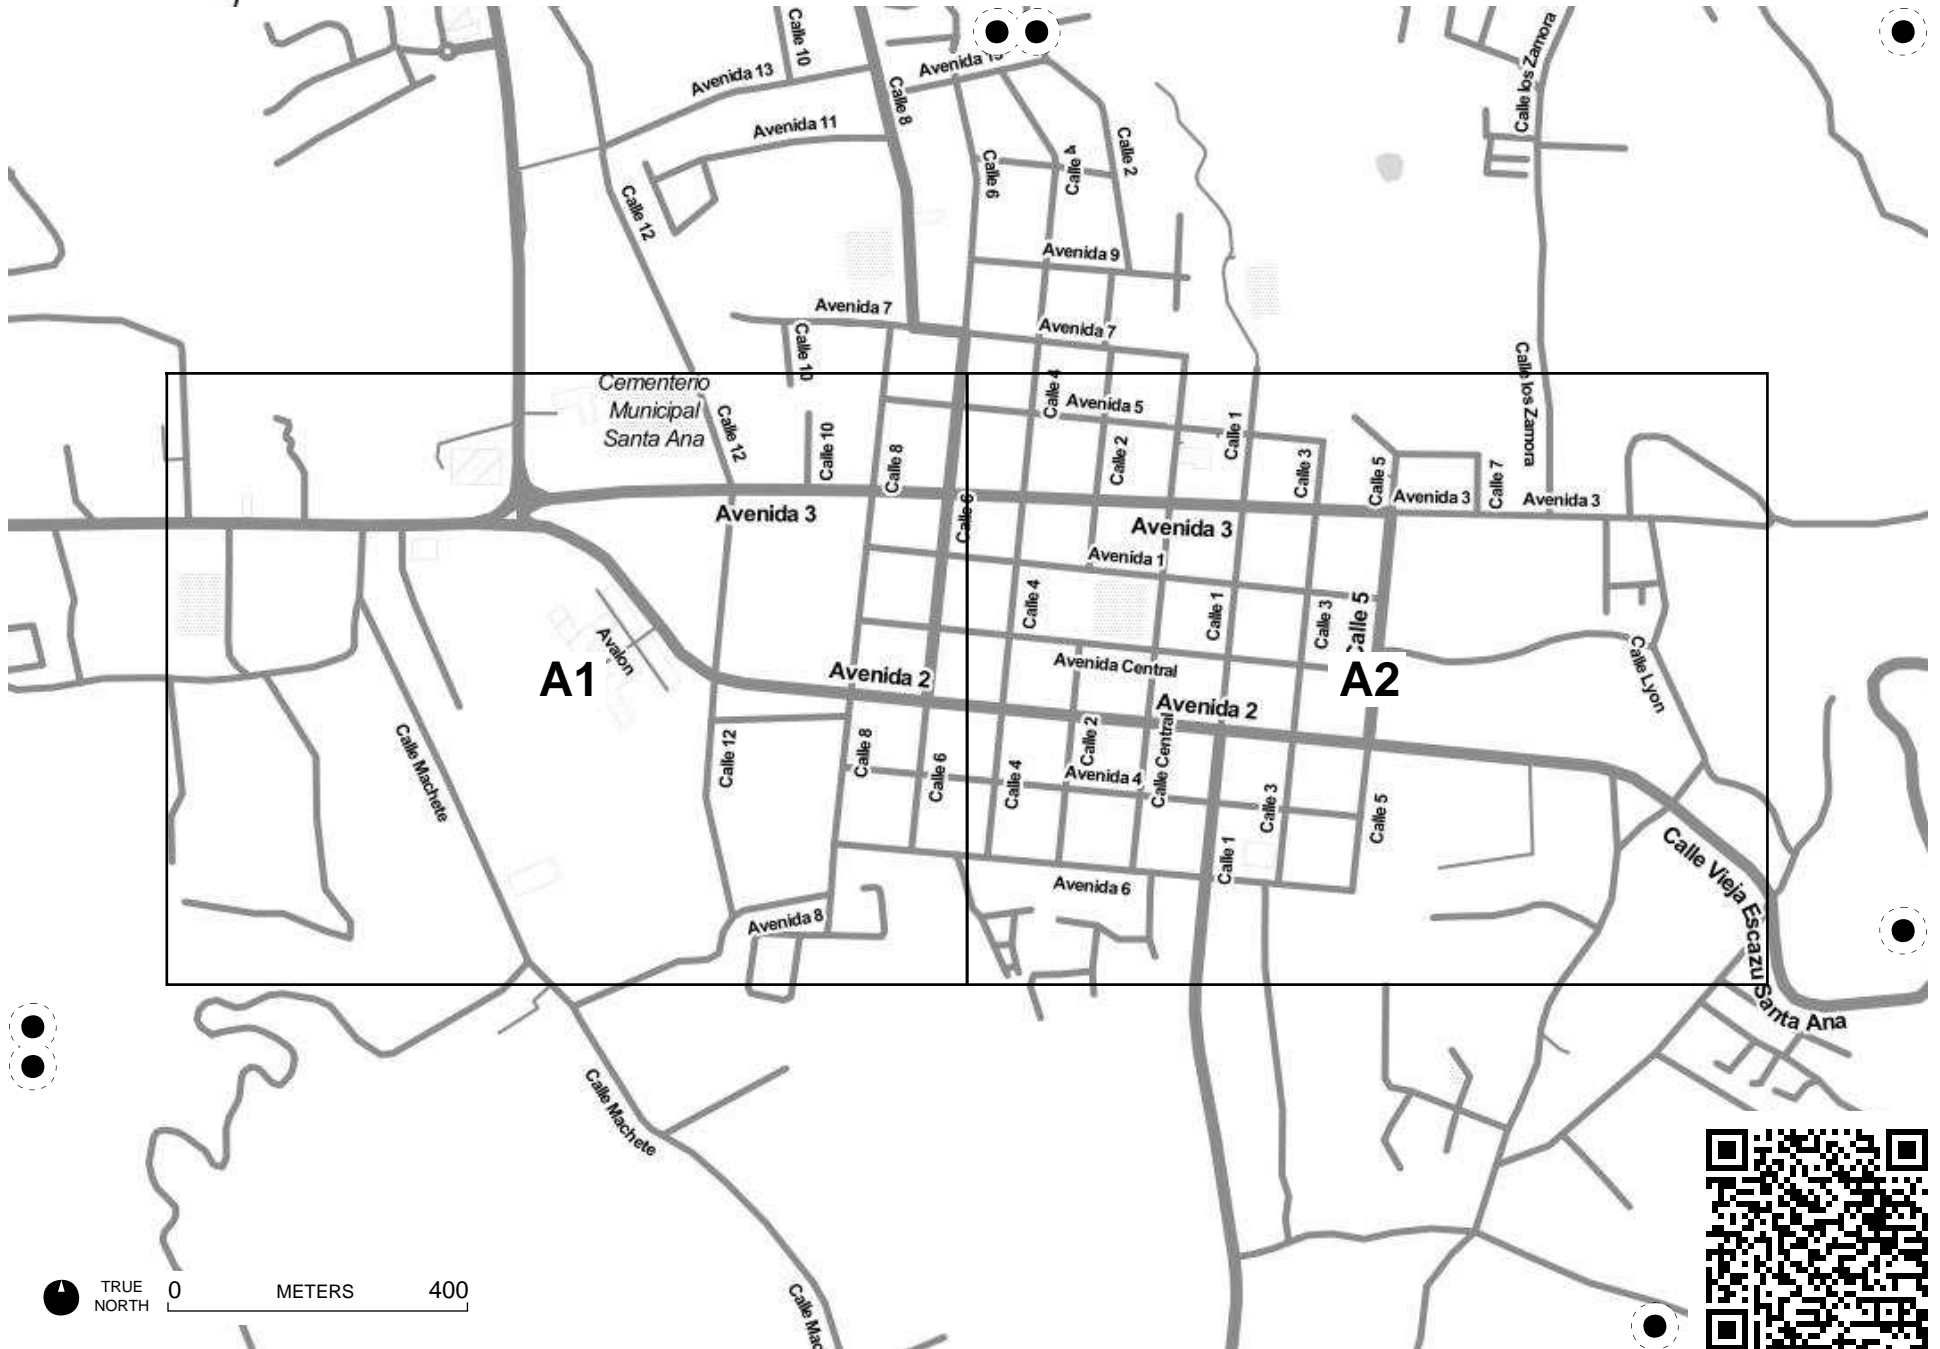 Calle 10
Calle los Zamora
Avenida 13
Avenida 13
Calle 8
Avenida 11
Calle 6
Calle 4
Calle 2
Calle 12
Avenida 9
Avenida 7
Avenida 7
Calle 10
Calle los Zamora
Cementerio
Municipal
Santa Ana
Calle 4
Avenida 5
Calle 12
Calle 10
Calle 8
Calle 2
Calle 1
Calle 3
Calle 5
Calle 7
Avenida 3
Avenida 3
Calle 6
Avenida 3
Avenida 3
Avenida 1
Calle 4
Calle 1
Calle 3
Calle 5
Avalon
Avenida Central
Calle Lyon
A1
Avenida 2
A2
Avenida 2
Calle Machete
Calle 12
Calle 8
Calle 6
Calle 4
Calle 2
Calle Central
Avenida 4
Calle 3
Calle 5
Calle 1
Calle Vieja Escazu Santa Ana
Avenida 6
Avenida 8
Calle Machete
TRUE
NORTH
0 METERS 400
Calle Mac